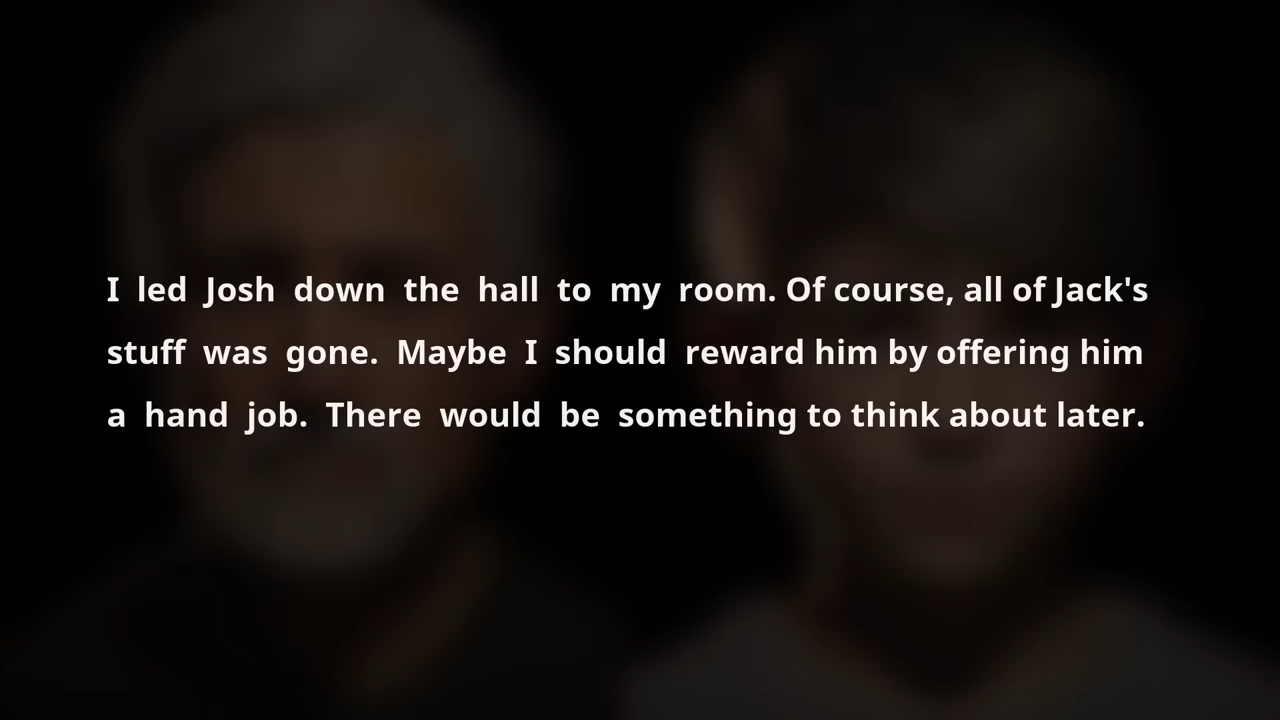 I led Josh down the hall to my room. Of course, all of Jack's
stuff was gone. Maybe I should reward him by offering him
a hand job. There would be something to think about later.